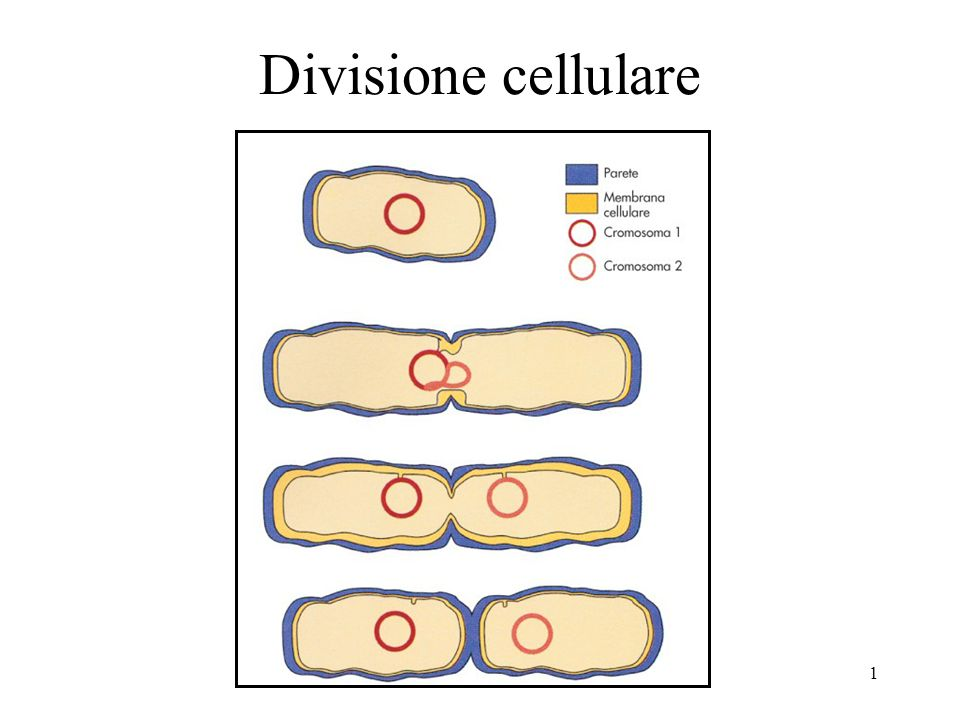 Divisione cellulare
Parete
Membrana
cellulare
Cromosoma 1
Cromosoma 2
1